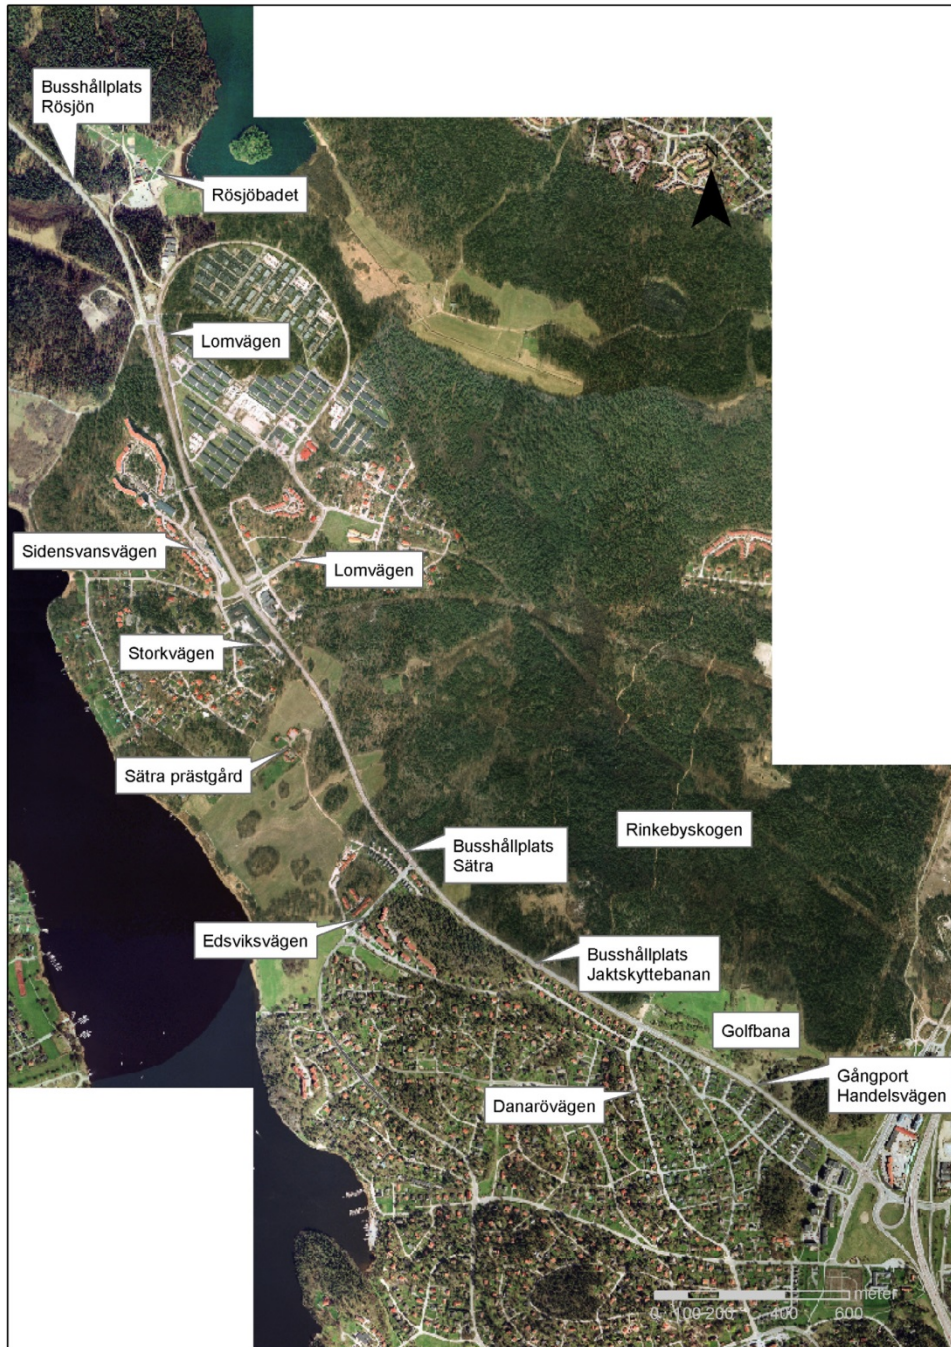 Busshållplats
Rösjön
Rösjöbadet
Lomvägen
Sidensvansvägen
Lomvägen
Storkvägen
Sätra prästgård
Rinkebyskogen
Busshållplats
Sätra
Edsviksvägen
Busshållplats
Jaktskyttebanan
Golfbana
Gångport
Handelsvägen
Danarövägen
meter
0 100 200 400 600